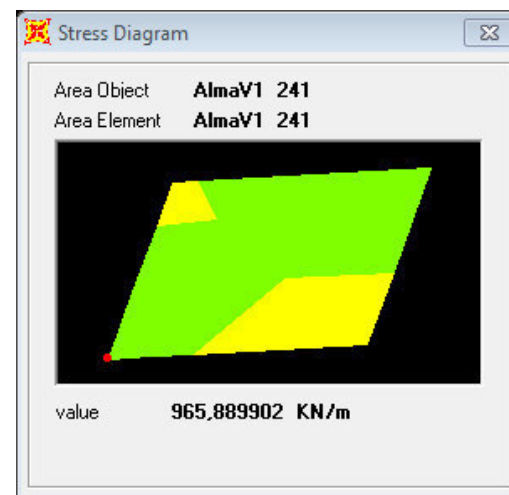 Stress Diagram
Area Object AlmaV1 241
Area Element AlmaV1 241
value 965,889902 KN/m